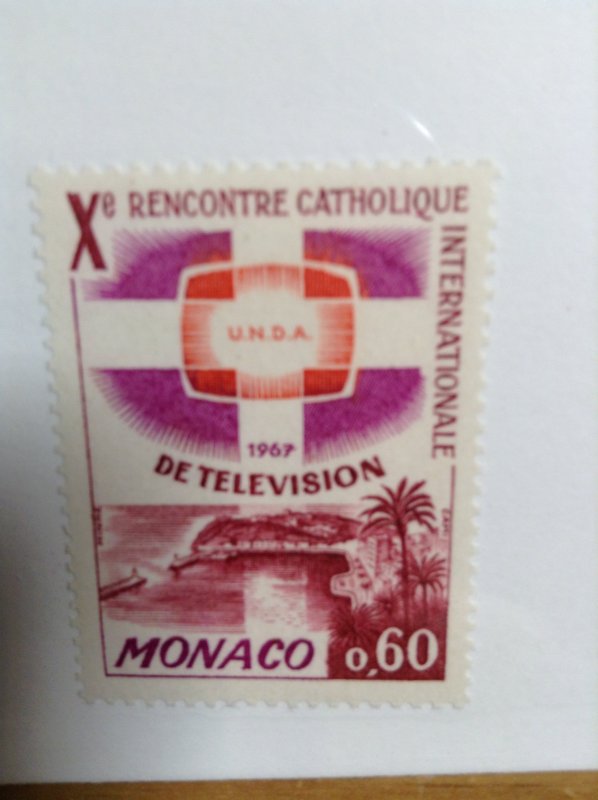 Xe RENCONTRE CATHOLIQUE
INTERNATIONALE
U.N.D.A.
1967
DE TELEVISION
MONACO
0,60